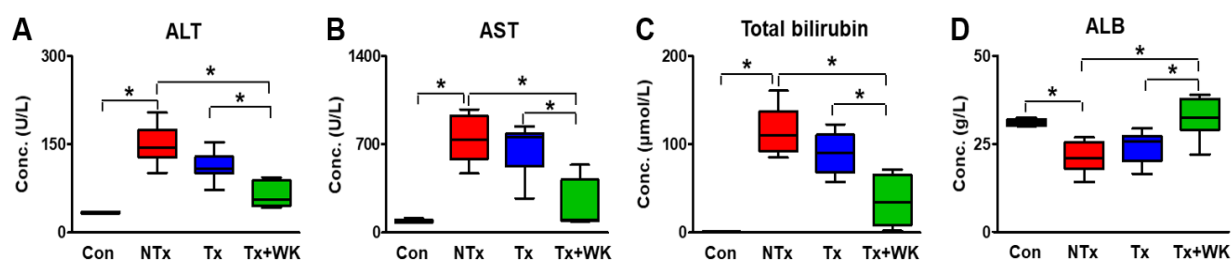 A
ALT
Conc. (U/L)
300
150
0
*
*
*
Con NTx Tx Tx+WK
B
AST
Conc. (U/L)
1400
700
0
*
*
*
Con NTx Tx Tx+WK
C
Total bilirubin
Conc. (µmol/L)
200
100
0
*
*
*
Con NTx Tx Tx+WK
D
ALB
Conc. (g/L)
50
25
0
*
*
*
Con NTx Tx Tx+WK